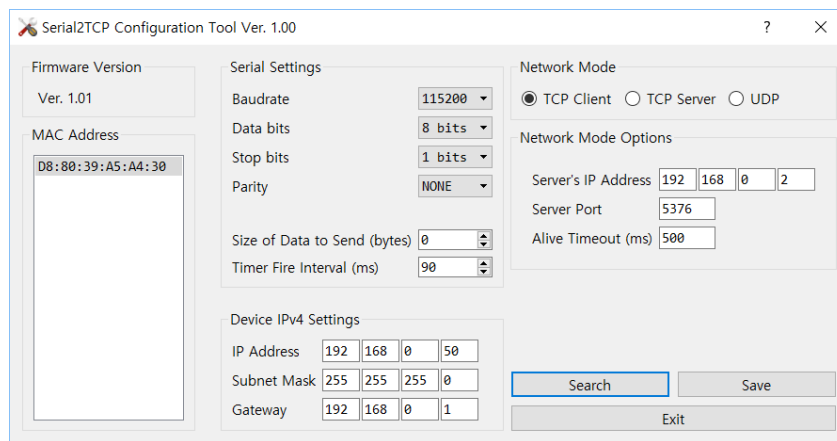 Serial2TCP Configuration Tool Ver. 1.00
Firmware Version
Ver. 1.01
MAC Address
D8:80:39:A5:A4:30
Serial Settings
Baudrate 115200
Data bits 8 bits
Stop bits 1 bits
Parity NONE
Size of Data to Send (bytes) 0
Timer Fire Interval (ms) 90
Device IPv4 Settings
IP Address 192 168 0 50
Subnet Mask 255 255 255 0
Gateway 192 168 0 1
Network Mode
TCP Client TCP Server UDP
Network Mode Options
Server's IP Address 192 168 0 2
Server Port 5376
Alive Timeout (ms) 500
Search Save
Exit